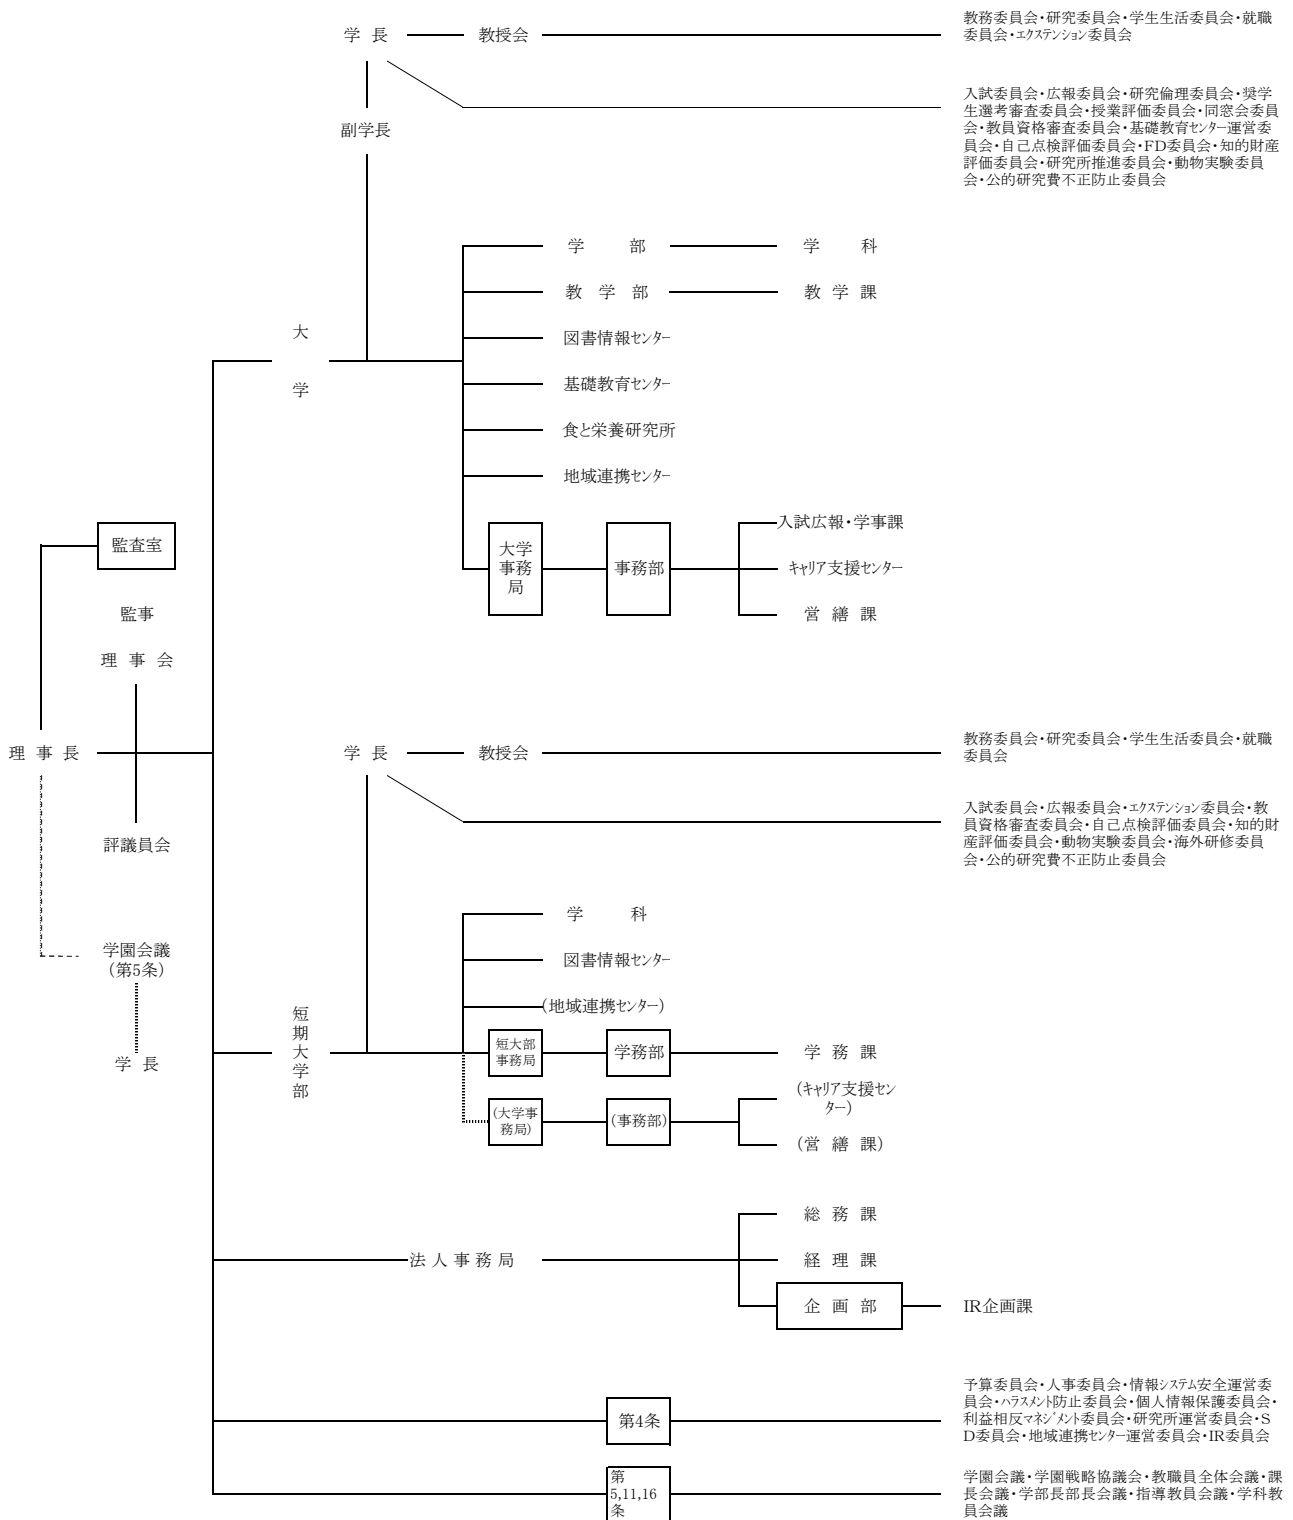 教務委員会・研究委員会・学生生活委員会・就職
学 長
教授会
委員会・エクステンション委員会
入試委員会・広報委員会・研究倫理委員会・奨学
生選考審査委員会・授業評価委員会・同窓会委員
会・教員資格審査委員会・基礎教育センター運営委
員会・自己点検評価委員会・FD委員会・知的財産
評価委員会・研究所推進委員会・動物実験委員
会・公的研究費不正防止委員会
副学長
学 部
学 科
教 学 部
教 学 課
大
学
図書情報センター
基礎教育センター
食と栄養研究所
地域連携センター
監査室
大学
事務
局
事務部
入試広報・学事課
キャリア支援センター
営 繕 課
監事
理 事 会
理 事 長
評議員会
学園会議
(第5条)
学 長
学 長
教授会
教務委員会・研究委員会・学生生活委員会・就職
委員会
入試委員会・広報委員会・エクステンション委員会・教
員資格審査委員会・自己点検評価委員会・知的財
産評価委員会・動物実験委員会・海外研修委員
会・公的研究費不正防止委員会
短
期
大
学
部
学 科
図書情報センター
(地域連携センター)
短大部
事務局
学務部
学 務 課
(大学事
務局)
(事務部)
(キャリア支援セン
ター)
(営 繕 課)
法 人 事 務 局
総 務 課
経 理 課
企 画 部
IR企画課
第4条
予算委員会・人事委員会・情報システム安全運営委
員会・ハラスメント防止委員会・個人情報保護委員会・
利益相反マネジメント委員会・研究所運営委員会・S
D委員会・地域連携センター運営委員会・IR委員会
第
5,11,16
条
学園会議・学園戦略協議会・教職員全体会議・課
長会議・学部長部長会議・指導教員会議・学科教
員会議